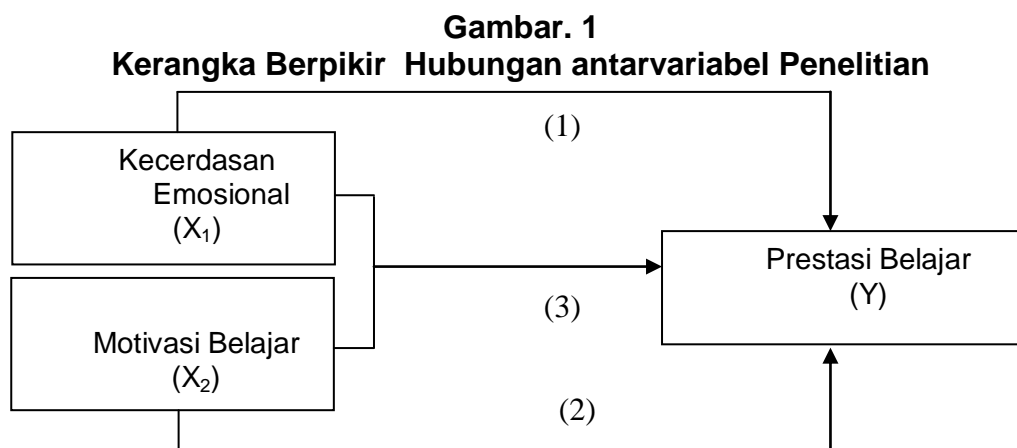 Gambar. 1
Kerangka Berpikir Hubungan antarvariabel Penelitian
(1)
Kecerdasan
Emosional
(X₁)
Prestasi Belajar
(Y)
(3)
Motivasi Belajar
(X₂)
(2)